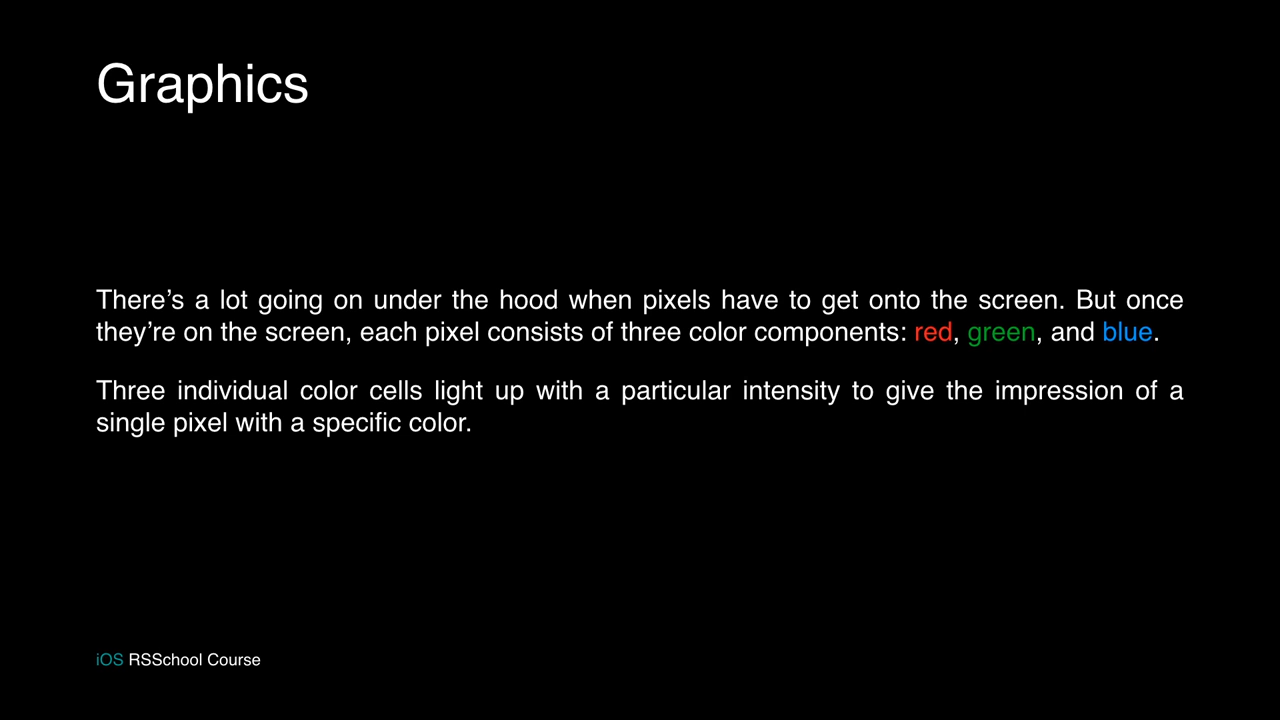 Graphics
There’s a lot going on under the hood when pixels have to get onto the screen. But once
they’re on the screen, each pixel consists of three color components: red, green, and blue.
Three individual color cells light up with a particular intensity to give the impression of a
single pixel with a specific color.
iOS RSSchool Course